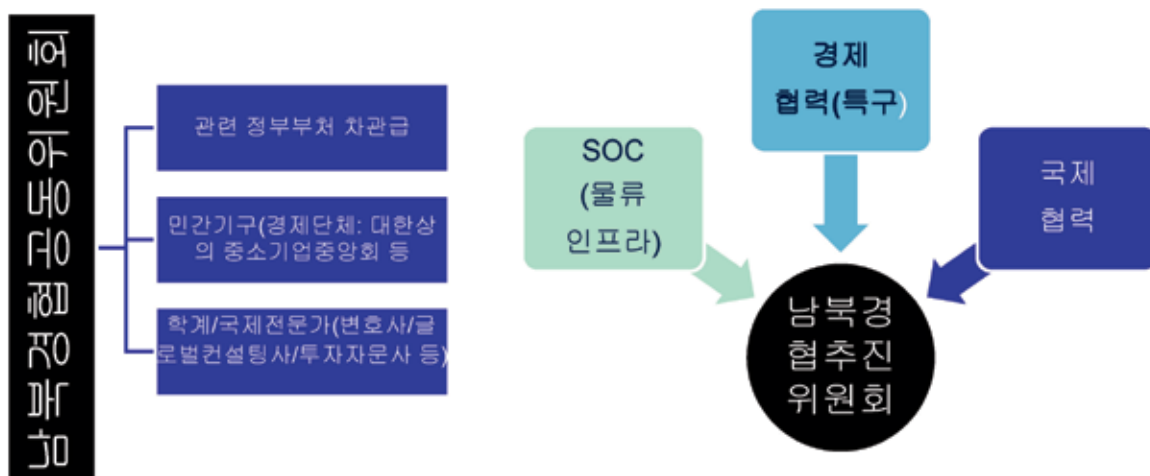 남북경협공동위원회
관련 정부부처 차관급
민간기구(경제단체: 대한상
의 중소기업중앙회 등
학계/국제전문가(변호사/글
로벌컨설팅사/투자자문사 등)
SOC
(물류
인프라)
경제
협력(특구)
국제
협력
남북경
협추진
위원회